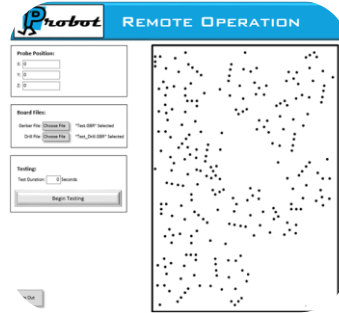 Probot
REMOTE OPERATION
Probe Position:
X: 0
Y: 0
Z: 0
Board Files:
Gerber File: Choose File "Test.GBR" Selected
Drill File: Choose File "Test_Drill.GBR" Selected
Testing:
Test Duration: 0 Seconds
Begin Testing
Out